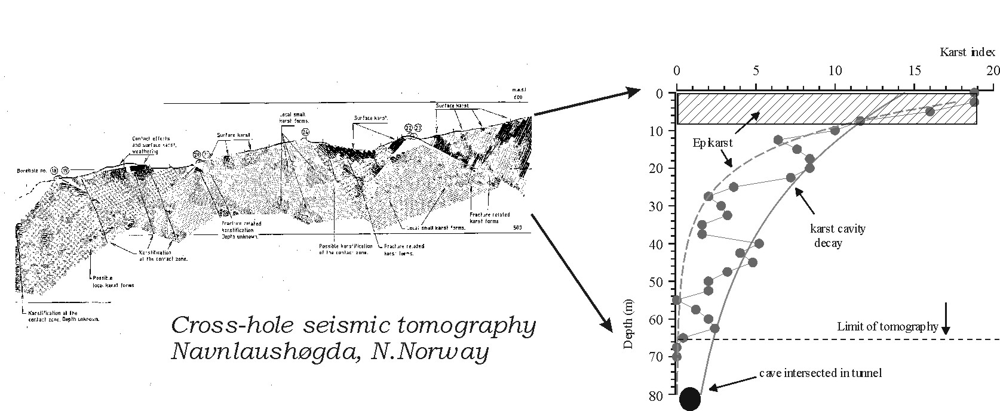 m.a.s.l
600
Surface karst
Local small
karst forms.
Surface karst.
22 23
24
Surface karst
Contact effects
and surface karst,
weathering
20 21
Borehole no. 18 19
Fracture related
karst forms
Fracture related
karstification
Depth unknown.
Local small karst forms.
500
Possible karstification
of the contact zone.
Fracture related
karst forms.
Karstification
at the contact zone.
Possible
local karst forms
Karstification at the
contact zone. Depth unknown.
Cross-hole seismic tomography
Navnlaushøgda, N.Norway
Karst index
0 5 10 15 20
0
10
20
30
40
50
60
70
80
Depth (m)
Epikarst
karst cavity
decay
Limit of tomography
cave intersected in tunnel